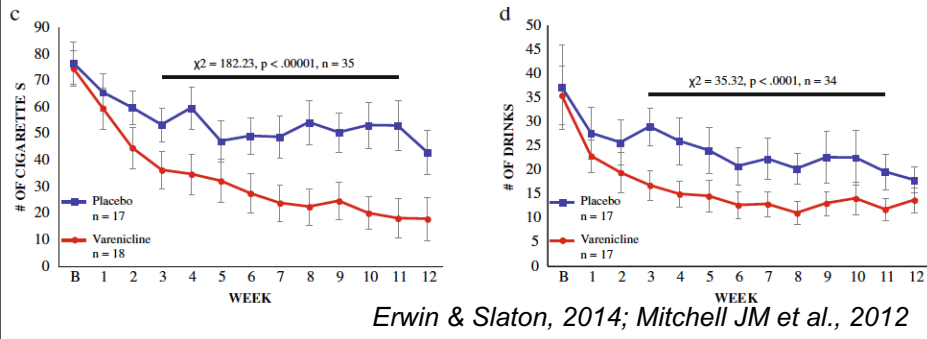 c
90
80
70
60
50
40
30
20
10
0
# OF CIGARETTE S
χ2 = 182.23, p < .00001, n = 35
Placebo
n = 17
Varenicline
n = 18
B 1 2 3 4 5 6 7 8 9 10 11 12
WEEK
d
50
45
40
35
30
25
20
15
10
5
0
# OF DRINKS
χ2 = 35.32, p < .0001, n = 34
Placebo
n = 17
Varenicline
n = 17
B 1 2 3 4 5 6 7 8 9 10 11 12
WEEK
Erwin & Slaton, 2014; Mitchell JM et al., 2012